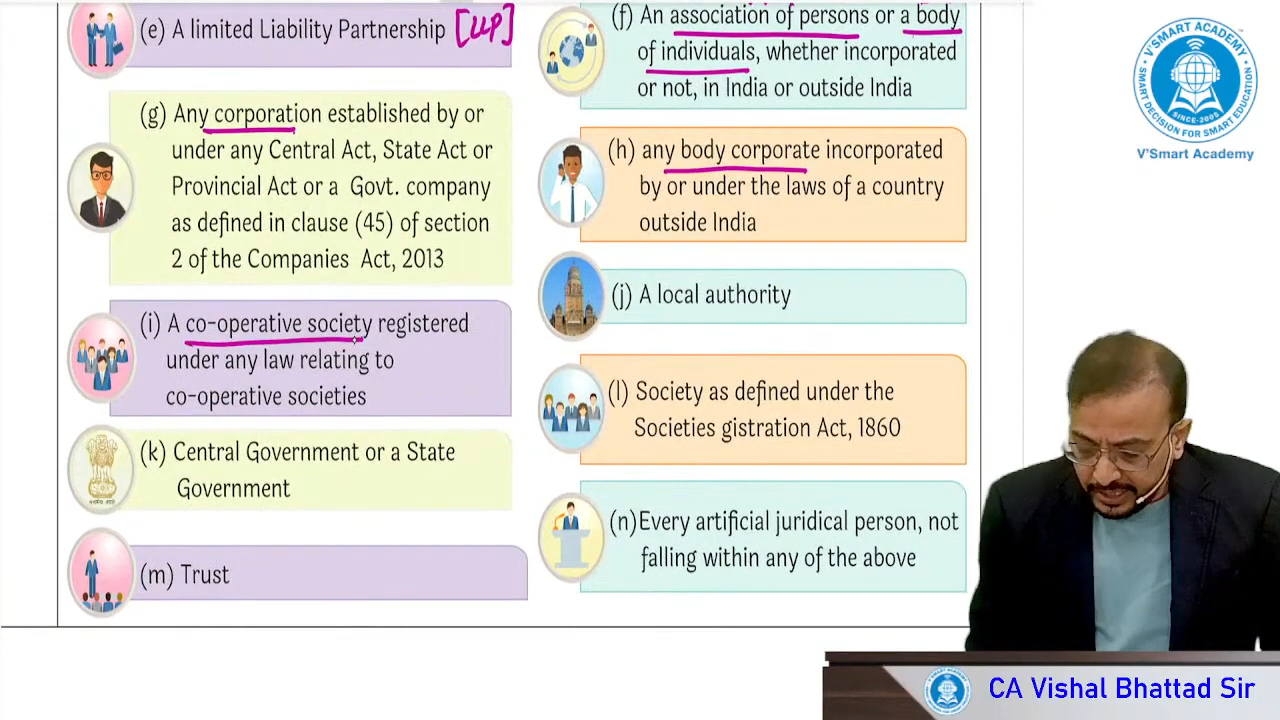 (e) A limited Liability Partnership [LLP]
(f) An association of persons or a body
of individuals, whether incorporated
or not, in India or outside India
(g) Any corporation established by or
under any Central Act, State Act or
Provincial Act or a Govt. company
as defined in clause (45) of section
2 of the Companies Act, 2013
(h) any body corporate incorporated
by or under the laws of a country
outside India
(i) A co-operative society registered
under any law relating to
co-operative societies
(j) A local authority
(k) Central Government or a State
Government
(l) Society as defined under the
Societies gistration Act, 1860
(m) Trust
(n)Every artificial juridical person, not
falling within any of the above
V'SMART ACADEMY
SMART DECISION FOR SMART EDUCATION
SINCE-2005
V'Smart Academy
CA Vishal Bhattad Sir